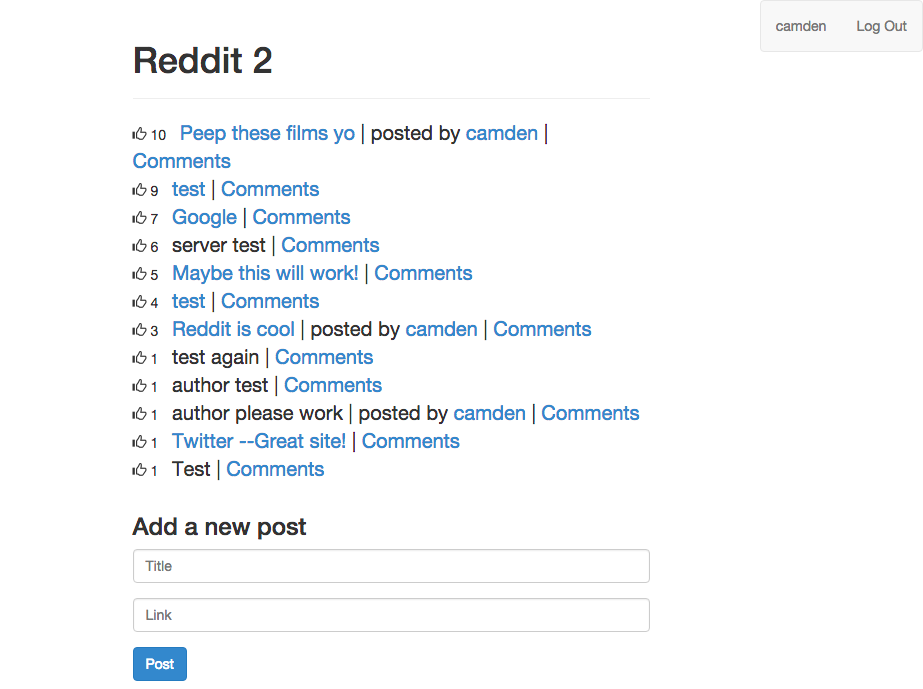 camden Log Out
Reddit 2
10 Peep these films yo | posted by camden |
Comments
9 test | Comments
7 Google | Comments
6 server test | Comments
5 Maybe this will work! | Comments
4 test | Comments
3 Reddit is cool | posted by camden | Comments
1 test again | Comments
1 author test | Comments
1 author please work | posted by camden | Comments
1 Twitter --Great site! | Comments
1 Test | Comments
Add a new post
Title
Link
Post